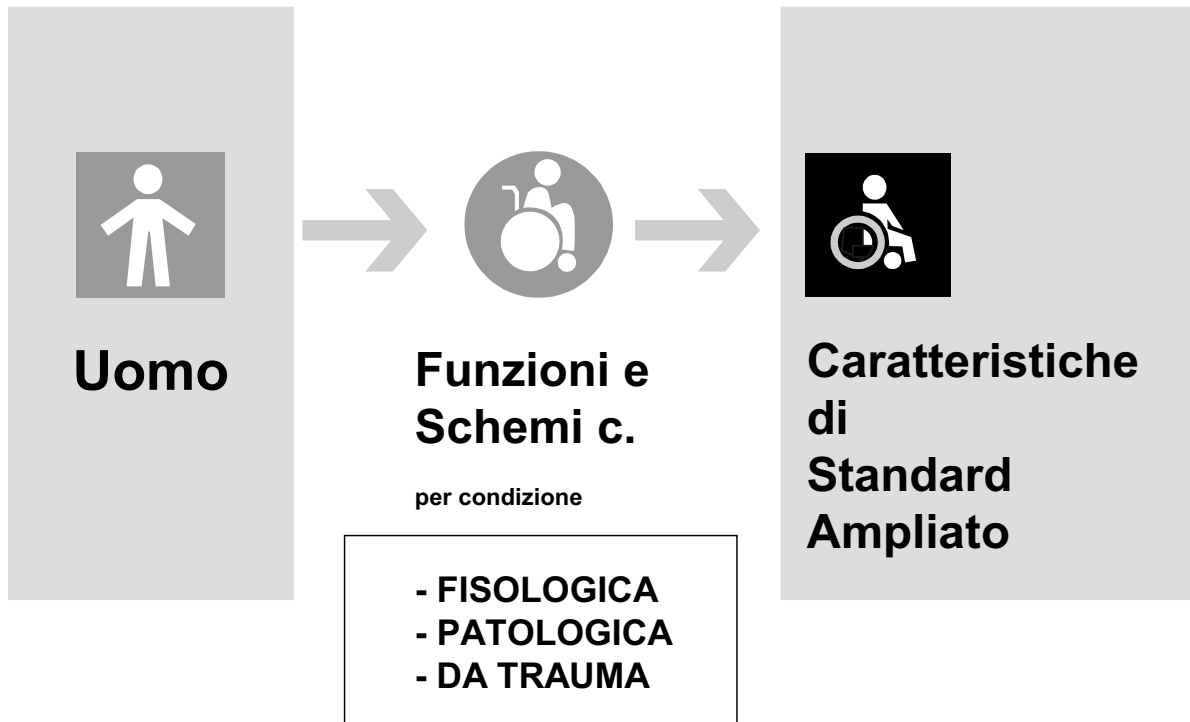 Uomo
Funzioni e
Schemi c.
per condizione
- FISOLOGICA
- PATOLOGICA
- DA TRAUMA
Caratteristiche
di
Standard
Ampliato